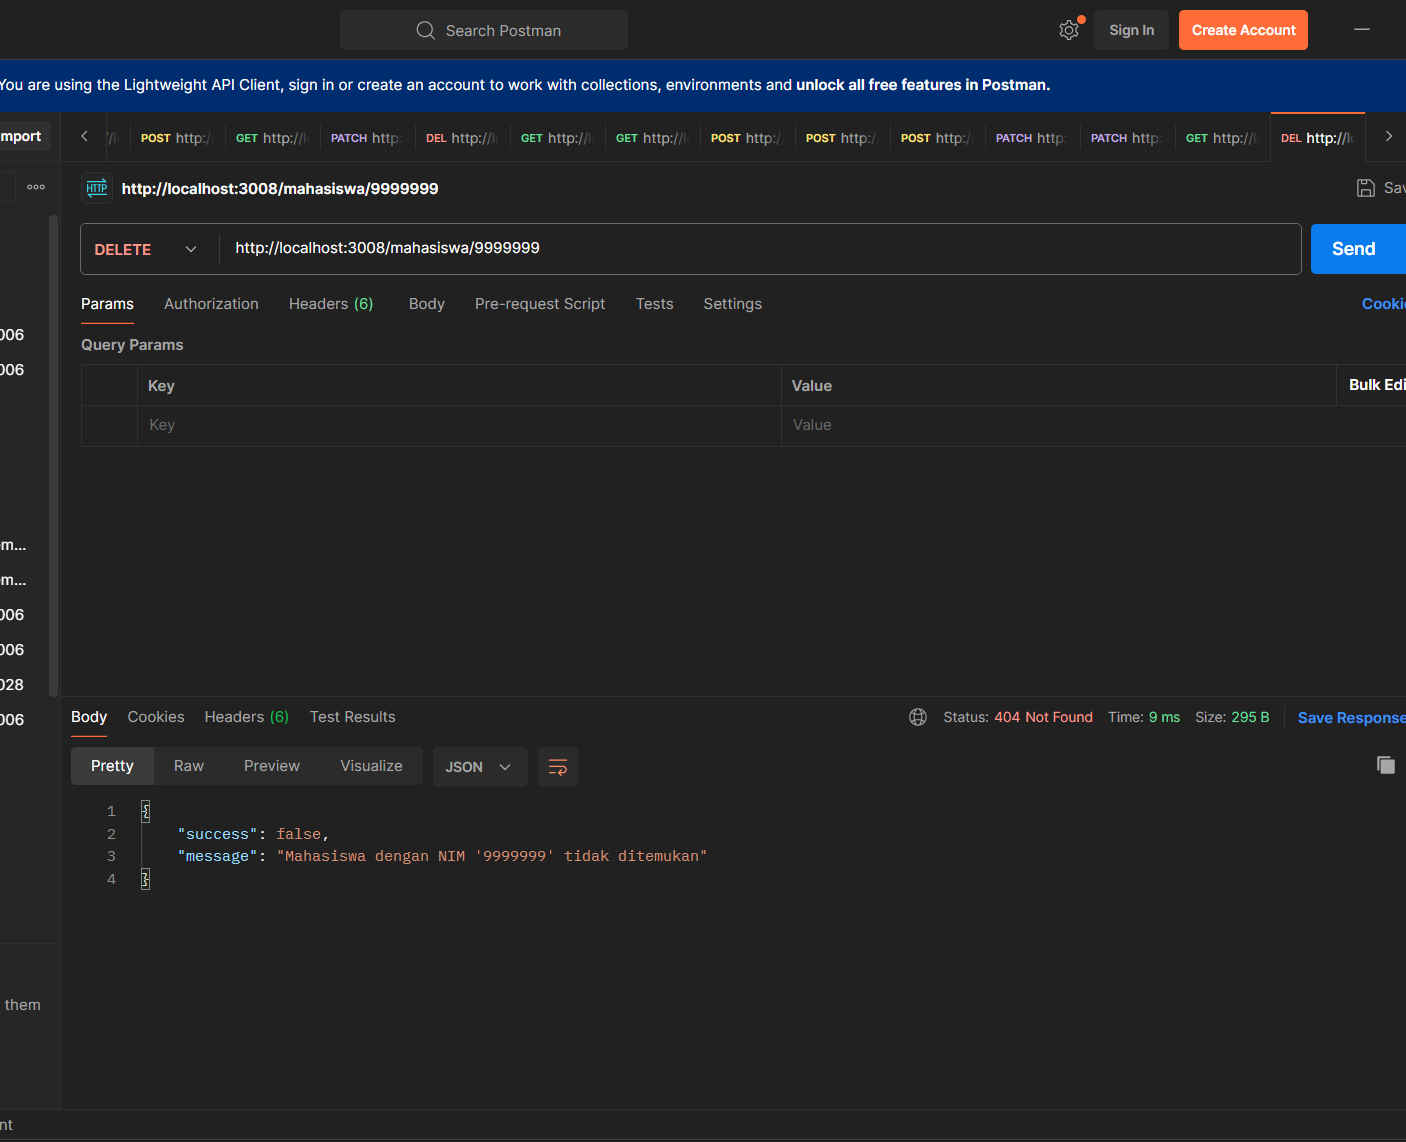 Search Postman
Sign In
Create Account
You are using the Lightweight API Client, sign in or create an account to work with collections, environments and unlock all free features in Postman.
mport
POST http:/
GET http://l
PATCH http:
DEL http://l
GET http://l
GET http://l
POST http:/
POST http:/
POST http:/
PATCH http:
PATCH http:
GET http://l
DEL http://l
HTTP http://localhost:3008/mahasiswa/9999999
Sav
DELETE
http://localhost:3008/mahasiswa/9999999
Send
Params Authorization Headers (6) Body Pre-request Script Tests Settings
Cooki
Query Params
Key Value Bulk Edi
Key Value
006
006
om...
om...
006
006
028
006
Body Cookies Headers (6) Test Results
Status: 404 Not Found Time: 9 ms Size: 295 B Save Response
Pretty Raw Preview Visualize JSON
1 {
2 "success": false,
3 "message": "Mahasiswa dengan NIM '9999999' tidak ditemukan"
4 }
them
nt